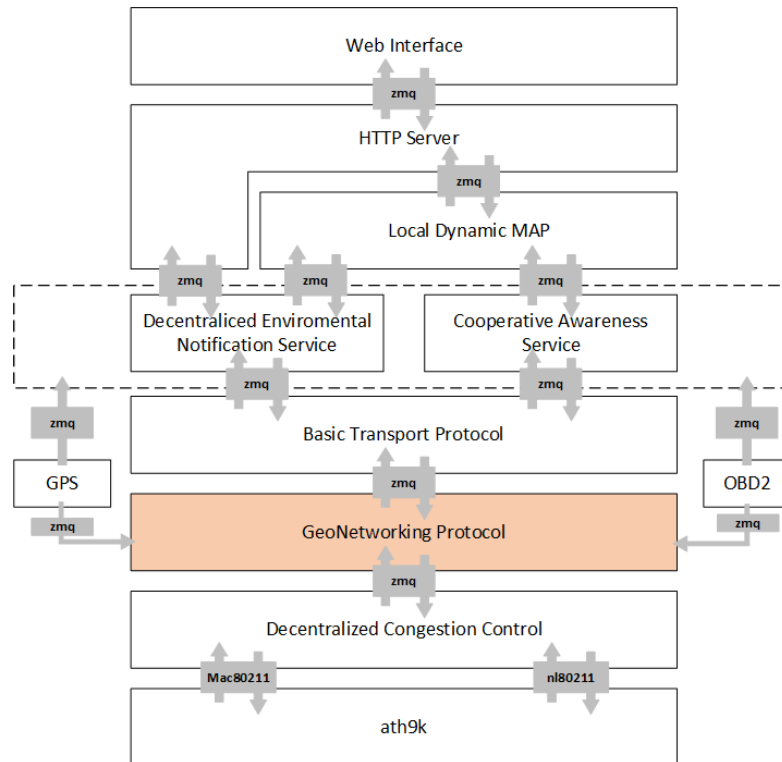 Web Interface
zmq
HTTP Server
zmq
Local Dynamic MAP
zmq
zmq
zmq
Decentraliced Enviromental
Notification Service
Cooperative Awareness
Service
zmq
zmq
zmq
zmq
Basic Transport Protocol
GPS
zmq
OBD2
zmq
zmq
GeoNetworking Protocol
zmq
Decentralized Congestion Control
Mac80211
nl80211
ath9k